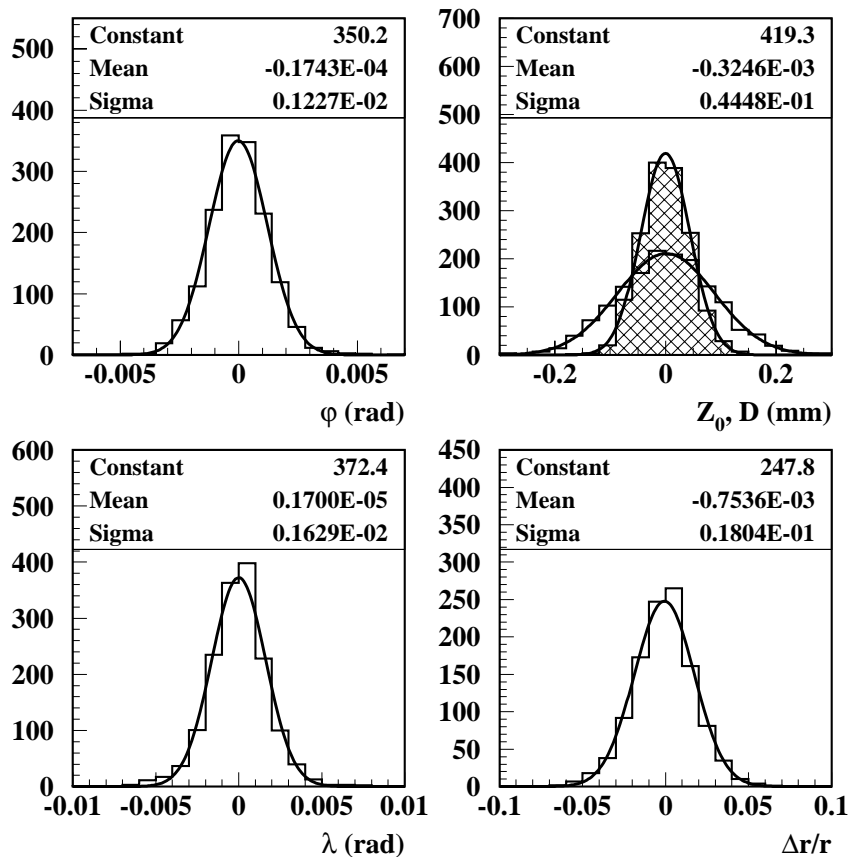 500
400
300
200
100
0
Constant 350.2
Mean -0.1743E-04
Sigma 0.1227E-02
-0.005 0 0.005
φ (rad)
700
600
500
400
300
200
100
0
Constant 419.3
Mean -0.3246E-03
Sigma 0.4448E-01
-0.2 0 0.2
Z0, D (mm)
600
500
400
300
200
100
0
Constant 372.4
Mean 0.1700E-05
Sigma 0.1629E-02
-0.01 -0.005 0 0.005 0.01
λ (rad)
450
400
350
300
250
200
150
100
50
0
Constant 247.8
Mean -0.7536E-03
Sigma 0.1804E-01
-0.1 -0.05 0 0.05 0.1
Δr/r